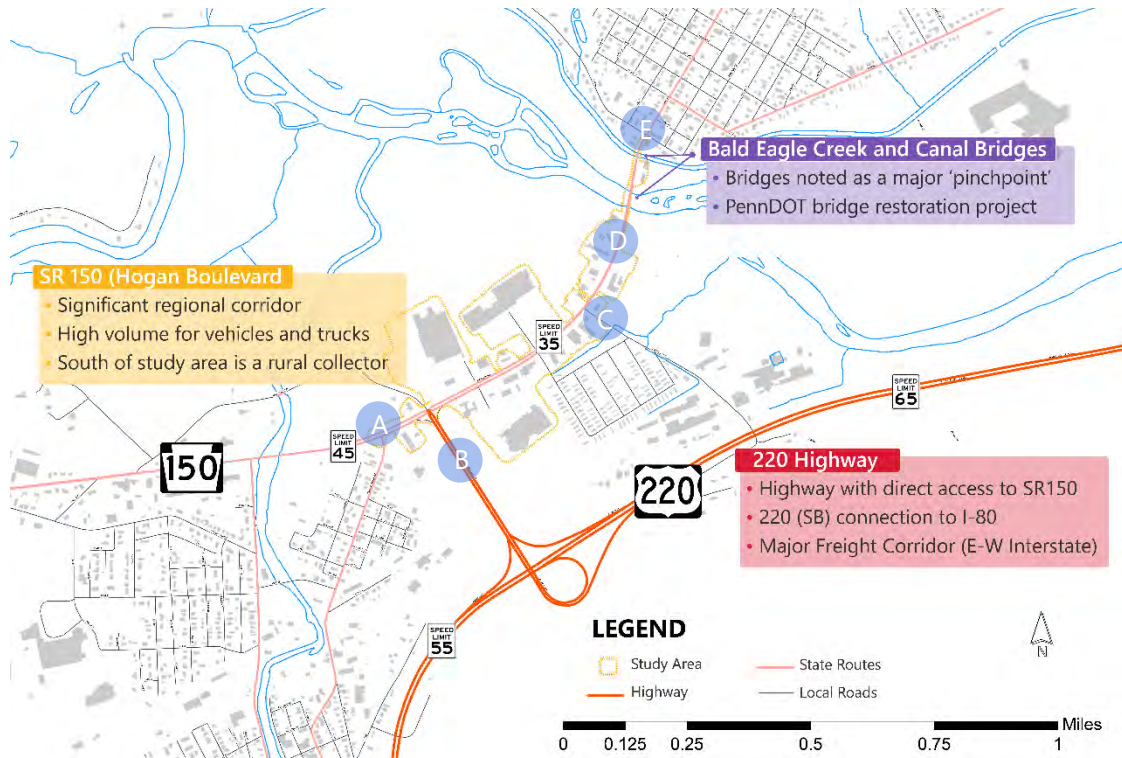 E
Bald Eagle Creek and Canal Bridges
• Bridges noted as a major 'pinchpoint'
• PennDOT bridge restoration project
D
SR 150 (Hogan Boulevard
• Significant regional corridor
• High volume for vehicles and trucks
• South of study area is a rural collector
C
SPEED
LIMIT
35
SPEED
LIMIT
65
A
SPEED
LIMIT
45
150
B
220
220 Highway
• Highway with direct access to SR150
• 220 (SB) connection to I-80
• Major Freight Corridor (E-W Interstate)
SPEED
LIMIT
55
LEGEND
Study Area
State Routes
Highway
Local Roads
N
Miles
0 0.125 0.25 0.5 0.75 1